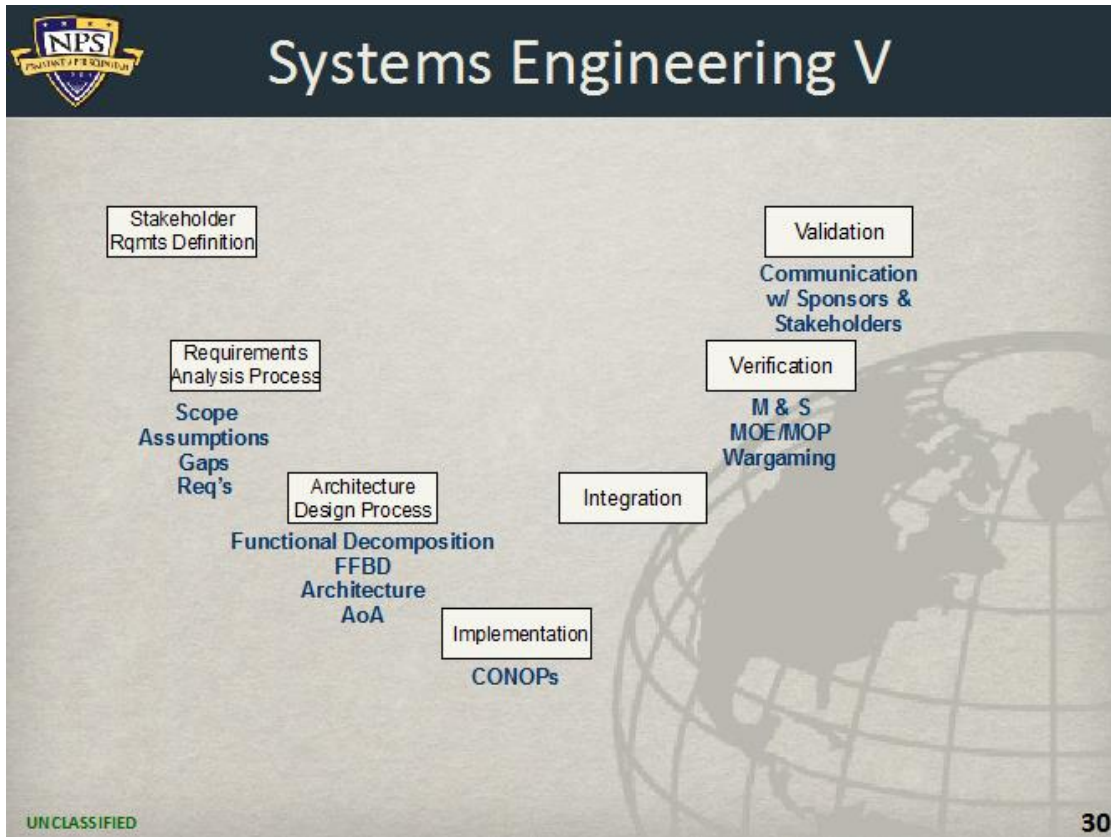 NPS
Systems Engineering V
Stakeholder
Rqmts Definition
Validation
Communication
w/ Sponsors &
Stakeholders
Requirements
Analysis Process
Scope
Assumptions
Gaps
Req's
Verification
M & S
MOE/MOP
Wargaming
Architecture
Design Process
Functional Decomposition
FFBD
Architecture
AoA
Integration
Implementation
CONOPs
UNCLASSIFIED
30